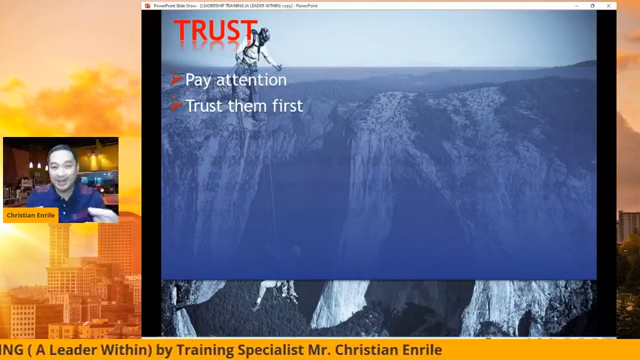 PowerPoint Slide Show - [LEADERSHIP TRAINING (A LEADER WITHIN) copy] - PowerPoint
TRUST
Pay attention
Trust them first
Christian Enrile
NG ( A Leader Within) by Training Specialist Mr. Christian Enrile